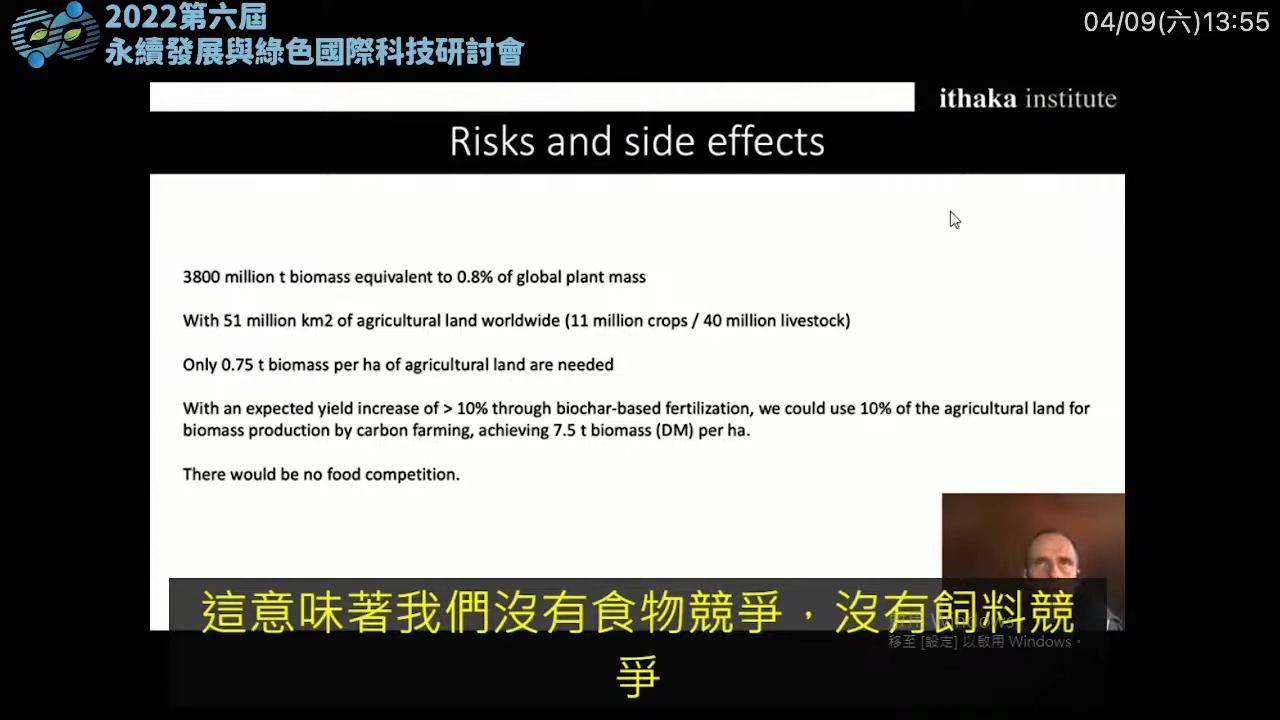 2022第六屆
永續發展與綠色國際科技研討會
04/09(六)13:55
ithaka institute
Risks and side effects
3800 million t biomass equivalent to 0.8% of global plant mass
With 51 million km2 of agricultural land worldwide (11 million crops / 40 million livestock)
Only 0.75 t biomass per ha of agricultural land are needed
With an expected yield increase of > 10% through biochar-based fertilization, we could use 10% of the agricultural land for
biomass production by carbon farming, achieving 7.5 t biomass (DM) per ha.
There would be no food competition.
這意味著我們沒有食物競爭，沒有飼料競
爭
啟用 Windows
移至 [設定] 以啟用 Windows。